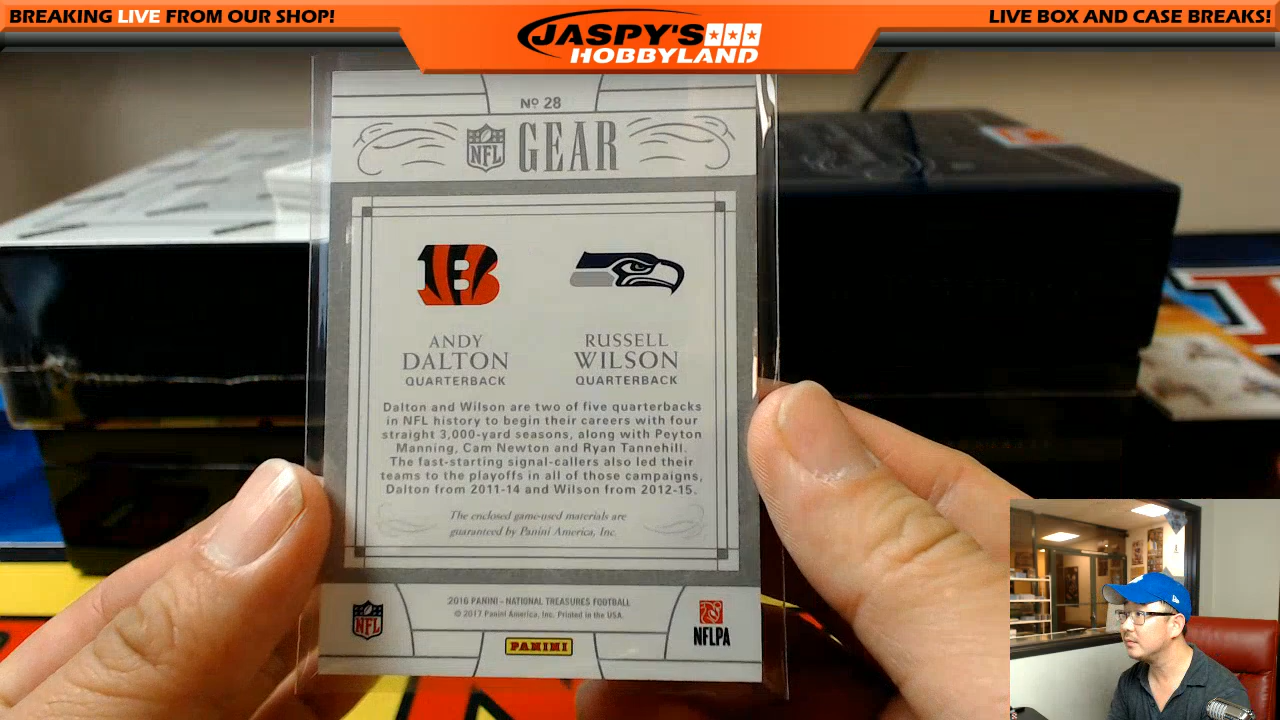 BREAKING LIVE FROM OUR SHOP!
JASPY'S
HOBBYLAND
LIVE BOX AND CASE BREAKS!
Nº 28
NFL GEAR
ANDY
DALTON
QUARTERBACK
RUSSELL
WILSON
QUARTERBACK
Dalton and Wilson are two of five quarterbacks
in NFL history to begin their careers with four
straight 3,000-yard seasons, along with Peyton
Manning, Cam Newton and Ryan Tannehill.
The fast-starting signal-callers also led their
teams to the playoffs in all of those campaigns,
Dalton from 2011-14 and Wilson from 2012-15.
The enclosed game-used materials are
guaranteed by Panini America, Inc.
2016 PANINI - NATIONAL TREASURES FOOTBALL
© 2017 Panini America, Inc. Printed in the USA.
NFL
PANINI
NFLPA